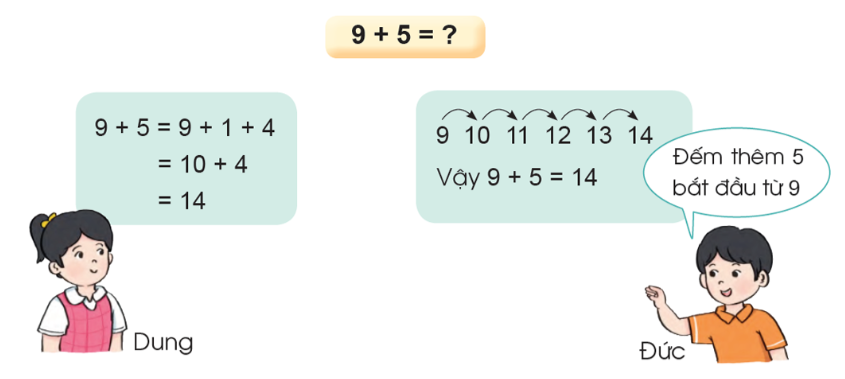 9 + 5 = ?
9 + 5 = 9 + 1 + 4
= 10 + 4
= 14
Dung
9 10 11 12 13 14
Vậy 9 + 5 = 14
Đếm thêm 5
bắt đầu từ 9
Đức